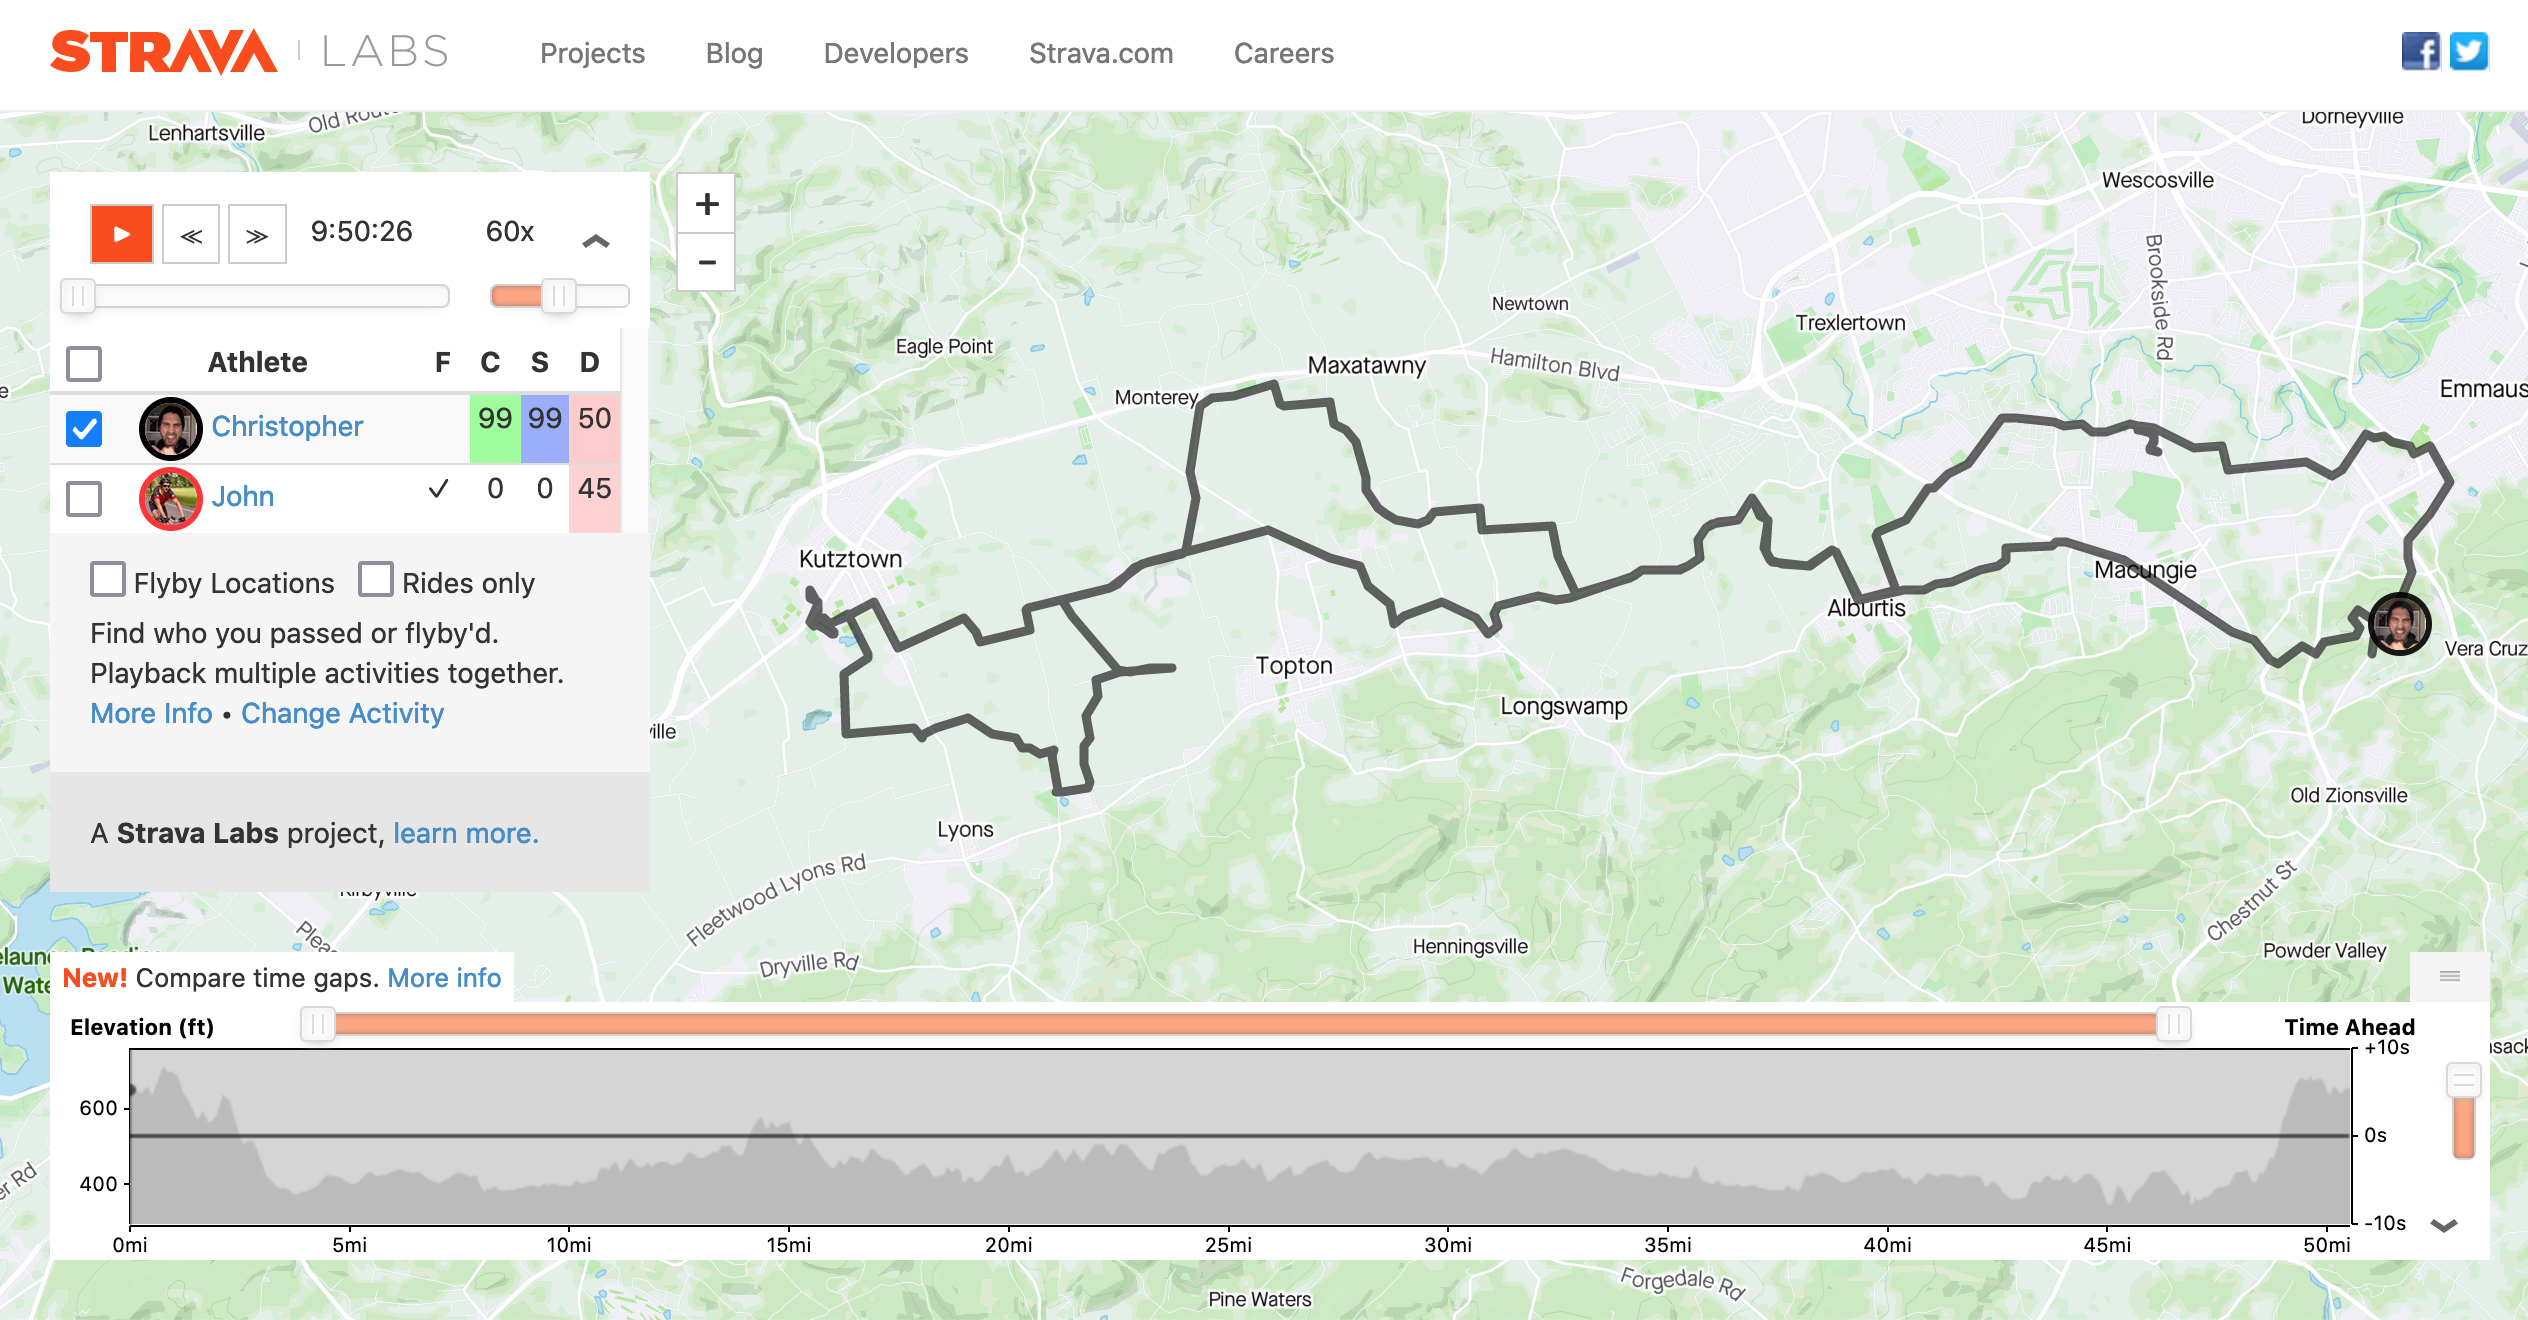 STRAVA LABS
Projects Blog Developers Strava.com Careers
Lenhartsville
Dorneyville
Wescosville
Brookside Rd
9:50:26 60x
+
−
Newtown
Trexlertown
Eagle Point
Maxatawny
Hamilton Blvd
Emmaus
Monterey
Athlete F C S D
Christopher 99 99 50
John ✓ 0 0 45
Kutztown
Macungie
Alburtis
Flyby Locations Rides only
Find who you passed or flyby'd.
Playback multiple activities together.
More Info • Change Activity
Vera Cruz
Topton
Longswamp
ville
Old Zionsville
A Strava Labs project, learn more.
Lyons
Fleetwood Lyons Rd
Chestnut St
Henningsville
Powder Valley
Dryville Rd
New! Compare time gaps. More info
Elevation (ft) Time Ahead
+10s
600
0s
400
-10s
0mi 5mi 10mi 15mi 20mi 25mi 30mi 35mi 40mi 45mi 50mi
Forgedale Rd
Pine Waters